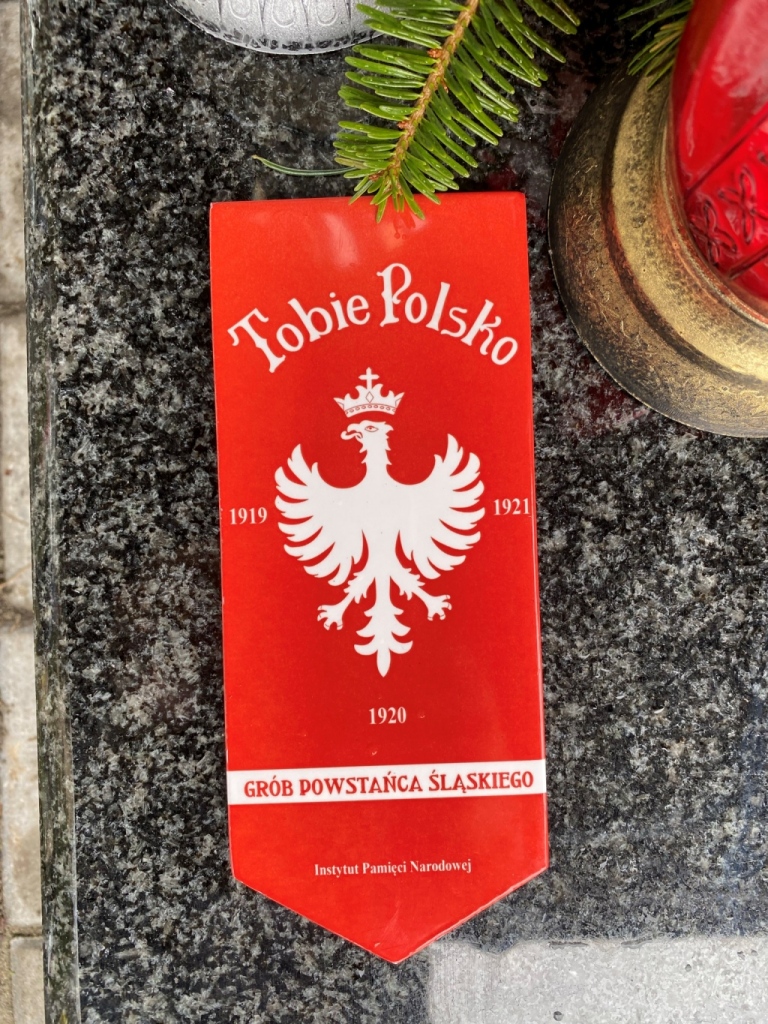 Tobie Polsko
1919
1921
1920
GRÓB POWSTAŃCA ŚLĄSKIEGO
Instytut Pamięci Narodowej